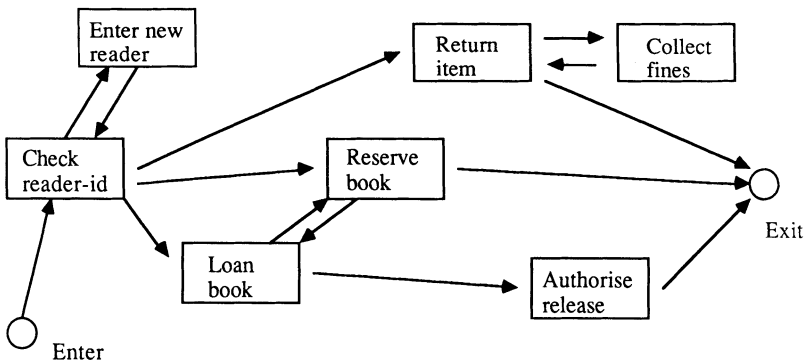 Enter new
reader
Return
item
Collect
fines
Check
reader-id
Reserve
book
Exit
Loan
book
Authorise
release
Enter